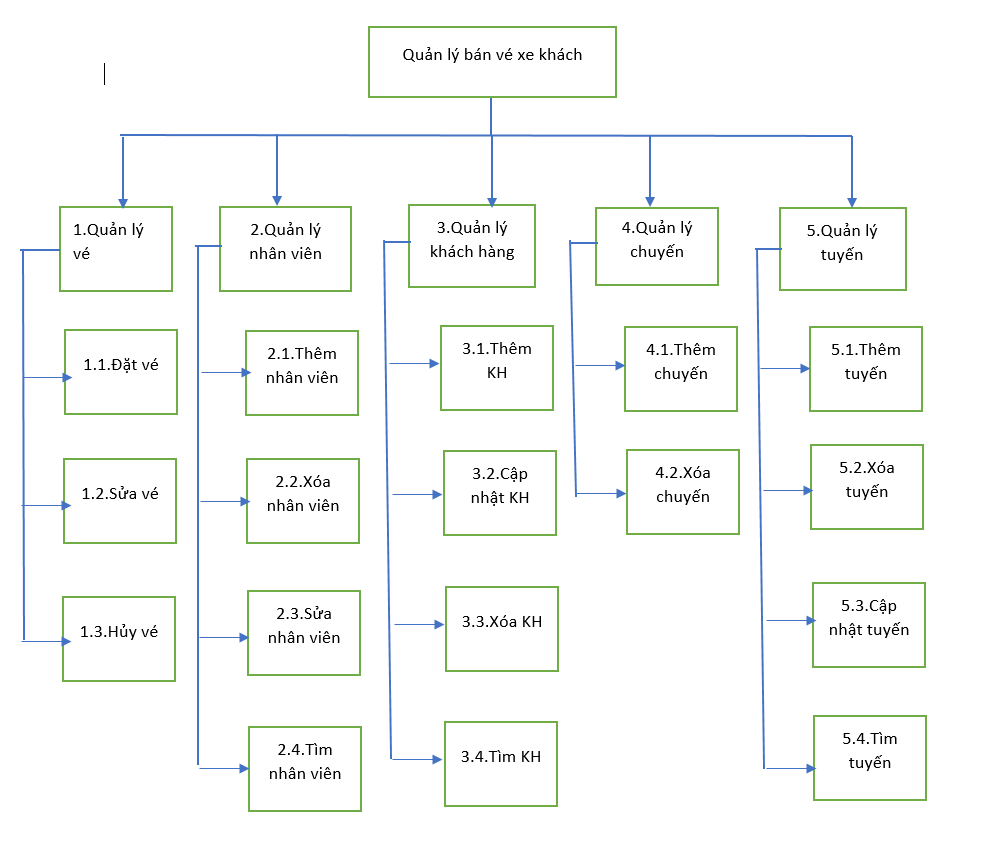 Quản lý bán vé xe khách
1.Quản lý
vé
2.Quản lý
nhân viên
3.Quản lý
khách hàng
4.Quản lý
chuyến
5.Quản lý
tuyến
1.1.Đặt vé
2.1.Thêm
nhân viên
3.1.Thêm
KH
4.1.Thêm
chuyến
5.1.Thêm
tuyến
1.2.Sửa vé
2.2.Xóa
nhân viên
3.2.Cập
nhật KH
4.2.Xóa
chuyến
5.2.Xóa
tuyến
1.3.Hủy vé
2.3.Sửa
nhân viên
3.3.Xóa KH
5.3.Cập
nhật tuyến
2.4.Tìm
nhân viên
3.4.Tìm KH
5.4.Tìm
tuyến